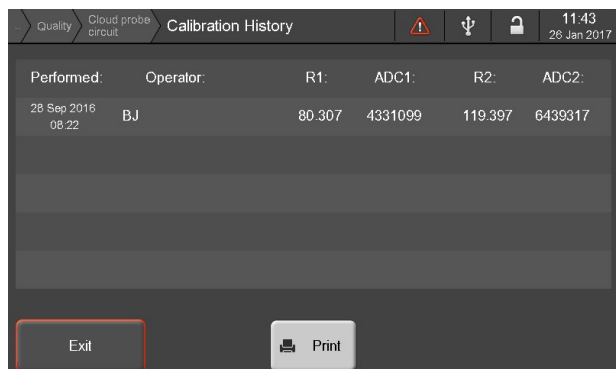 Quality
Cloud probe
circuit
Calibration History
11:43
26 Jan 2017
Performed: Operator: R1: ADC1: R2: ADC2:
28 Sep 2016
08:22
BJ 80.307 4331099 119.397 6439317
Exit Print